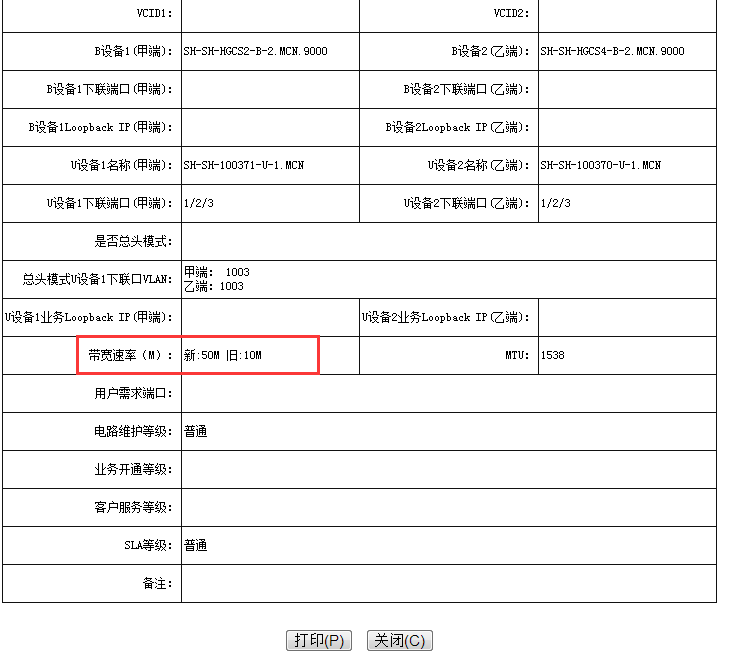 VCID1: VCID2:
B设备1(甲端): SH-SH-HGCS2-B-2.MCN.9000 B设备2(乙端): SH-SH-HGCS4-B-2.MCN.9000
B设备1下联端口(甲端): B设备2下联端口(乙端):
B设备1Loopback IP(甲端): B设备2Loopback IP(乙端):
U设备1名称(甲端): SH-SH-100371-U-1.MCN U设备2名称(乙端): SH-SH-100370-U-1.MCN
U设备1下联端口(甲端): 1/2/3 U设备2下联端口(乙端): 1/2/3
是否总头模式:
总头模式U设备1下联口VLAN: 甲端: 1003
乙端:1003
U设备1业务Loopback IP(甲端): U设备2业务Loopback IP(乙端):
带宽速率（M）: 新:50M 旧:10M MTU: 1538
用户需求端口:
电路维护等级: 普通
业务开通等级:
客户服务等级:
SLA等级: 普通
备注:
打印(P) 关闭(C)